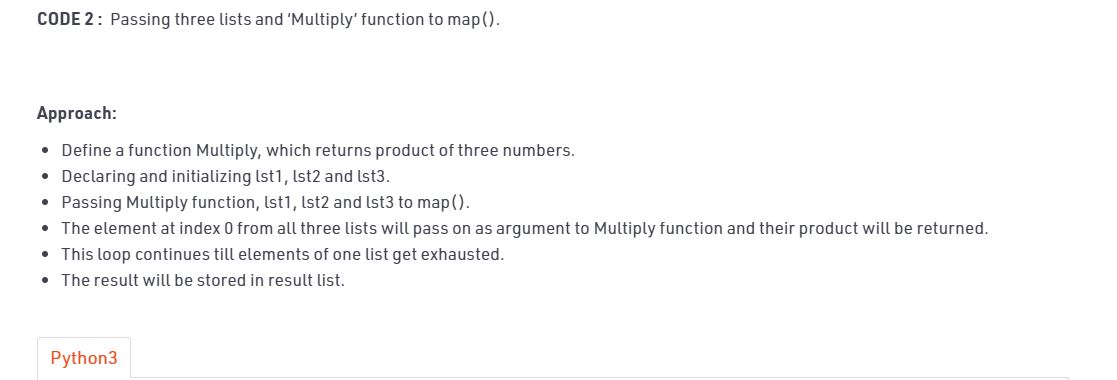 CODE 2 : Passing three lists and ‘Multiply’ function to map().
Approach:
• Define a function Multiply, which returns product of three numbers.
• Declaring and initializing lst1, lst2 and lst3.
• Passing Multiply function, lst1, lst2 and lst3 to map().
• The element at index 0 from all three lists will pass on as argument to Multiply function and their product will be returned.
• This loop continues till elements of one list get exhausted.
• The result will be stored in result list.
Python3